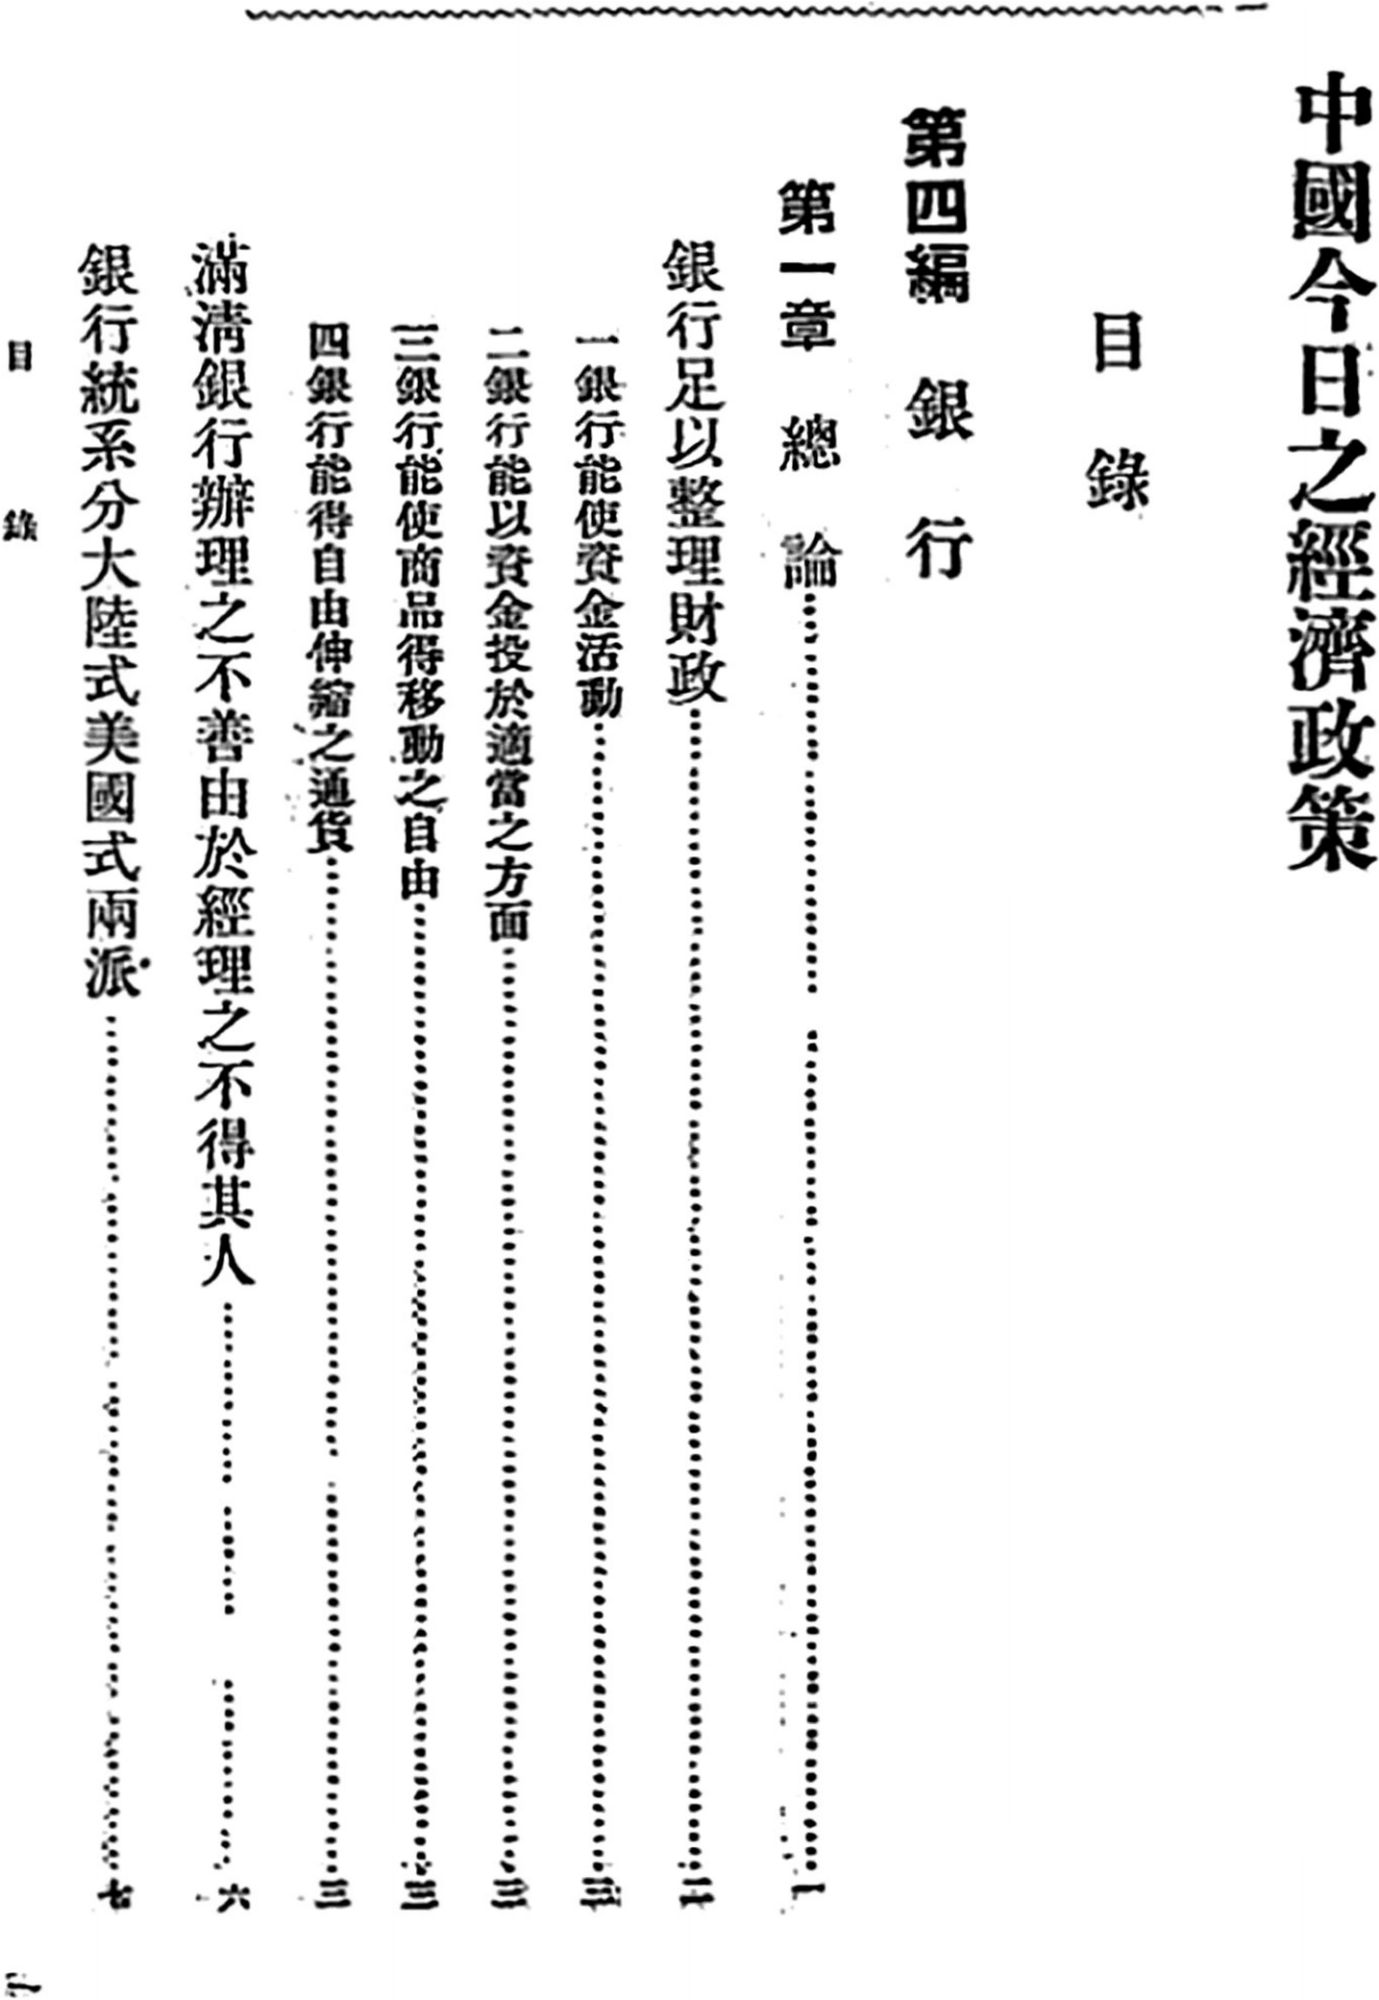 中國今日之經濟政策
目錄
第四編 銀行
第一章 總論……一
銀行足以整理財政……二
一銀行能使資金活動……三
二銀行能以資金投於適當之方面……三
三銀行能使商品得移動之自由……三
四銀行能得自由伸縮之通貨……三
滿淸銀行辦理之不善由於經理之不得其人……六
銀行統系分大陸式美國式兩派……七
目錄
一